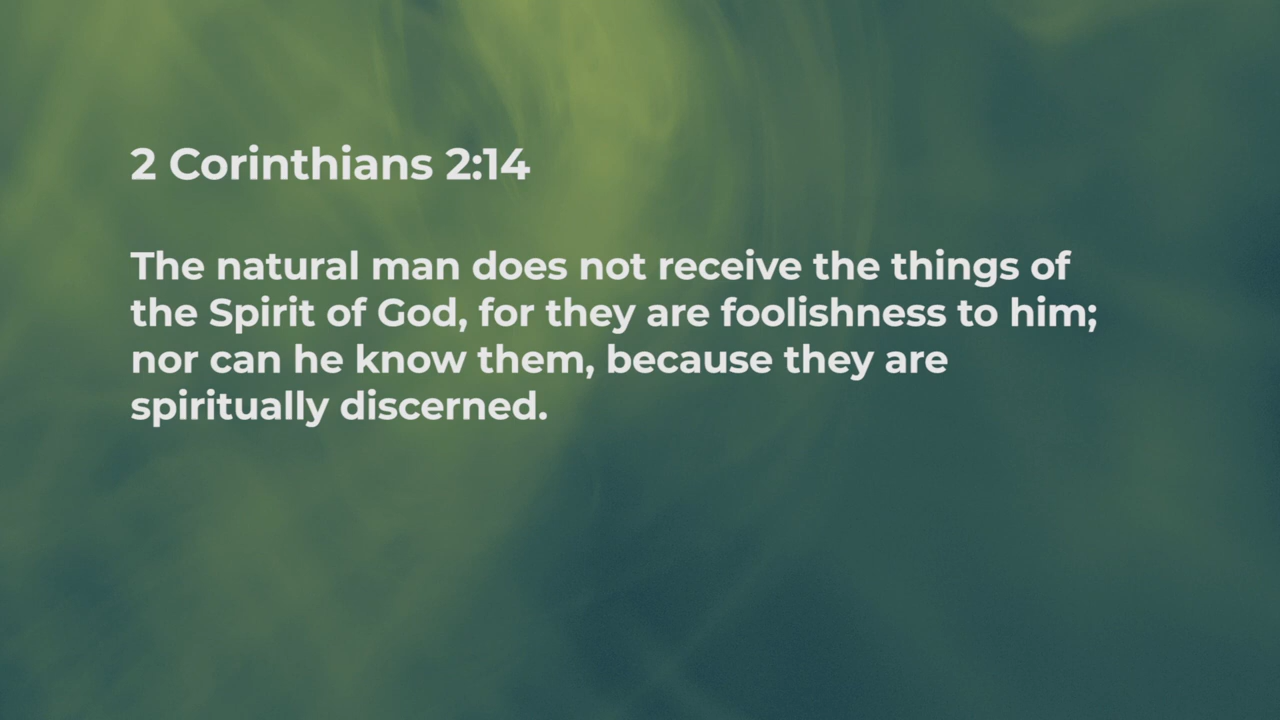 2 Corinthians 2:14
The natural man does not receive the things of
the Spirit of God, for they are foolishness to him;
nor can he know them, because they are
spiritually discerned.